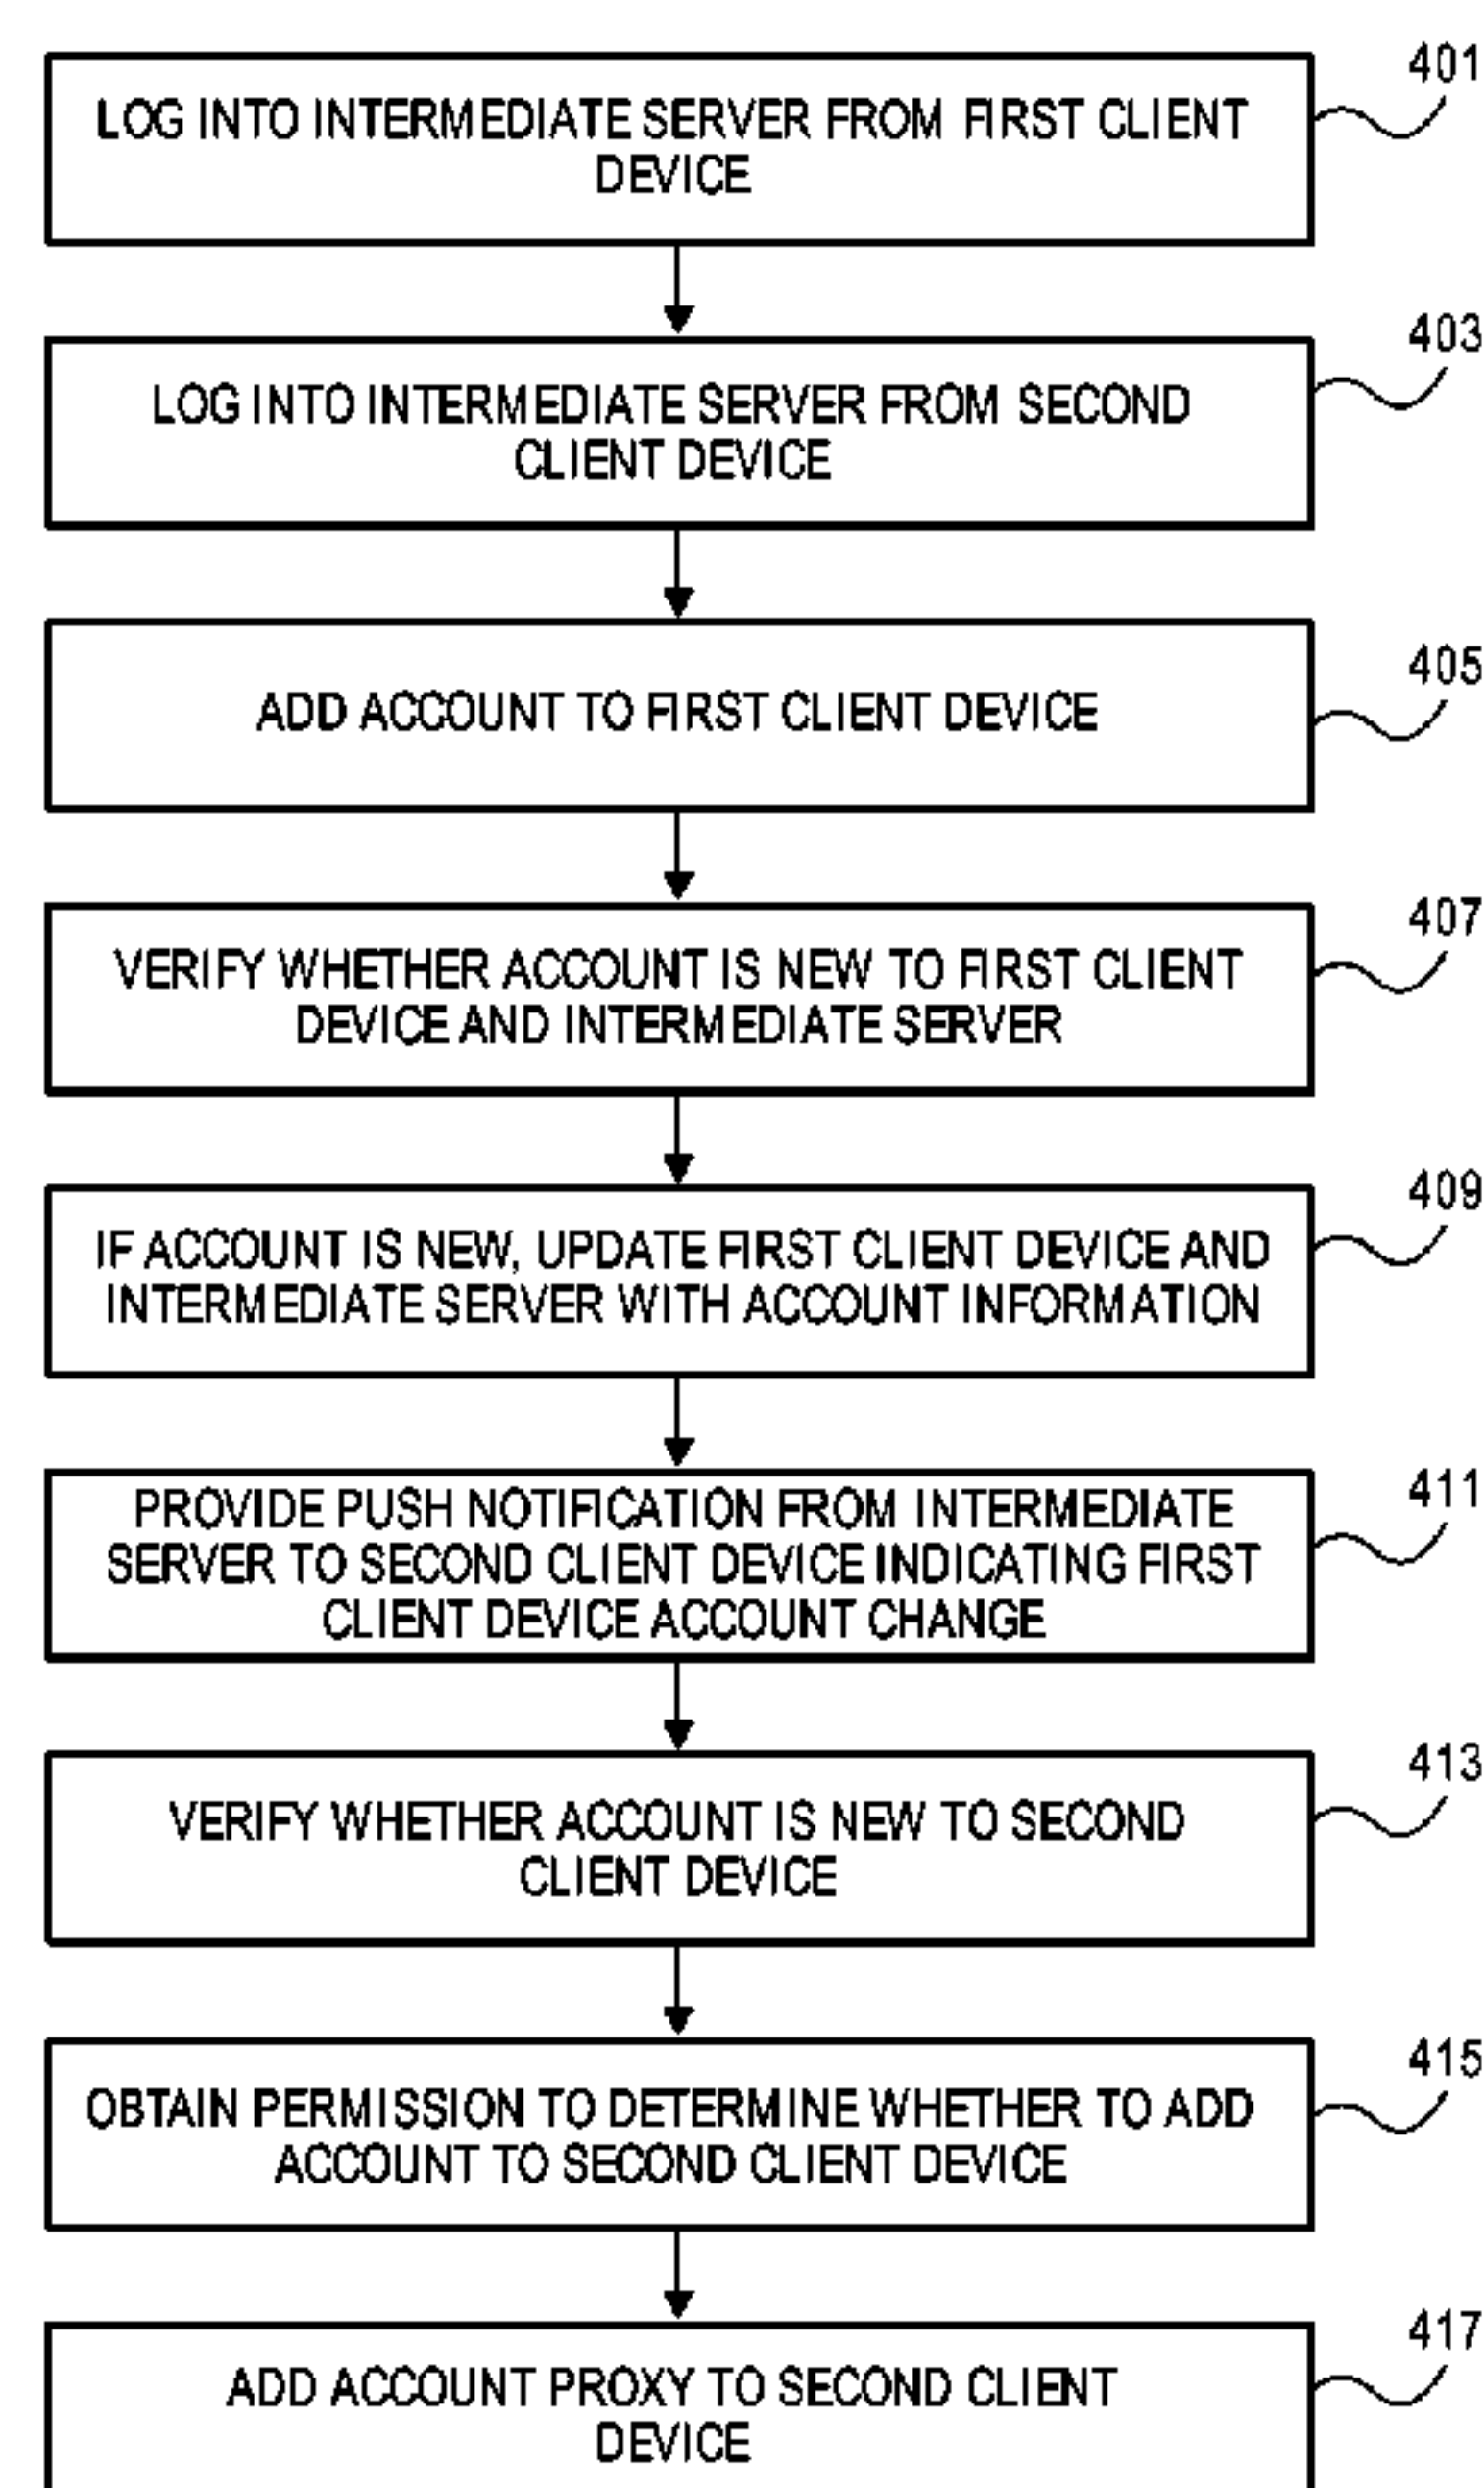 401
LOG INTO INTERMEDIATE SERVER FROM FIRST CLIENT
DEVICE
403
LOG INTO INTERMEDIATE SERVER FROM SECOND
CLIENT DEVICE
405
ADD ACCOUNT TO FIRST CLIENT DEVICE
407
VERIFY WHETHER ACCOUNT IS NEW TO FIRST CLIENT
DEVICE AND INTERMEDIATE SERVER
409
IF ACCOUNT IS NEW, UPDATE FIRST CLIENT DEVICE AND
INTERMEDIATE SERVER WITH ACCOUNT INFORMATION
411
PROVIDE PUSH NOTIFICATION FROM INTERMEDIATE
SERVER TO SECOND CLIENT DEVICE INDICATING FIRST
CLIENT DEVICE ACCOUNT CHANGE
413
VERIFY WHETHER ACCOUNT IS NEW TO SECOND
CLIENT DEVICE
415
OBTAIN PERMISSION TO DETERMINE WHETHER TO ADD
ACCOUNT TO SECOND CLIENT DEVICE
417
ADD ACCOUNT PROXY TO SECOND CLIENT
DEVICE